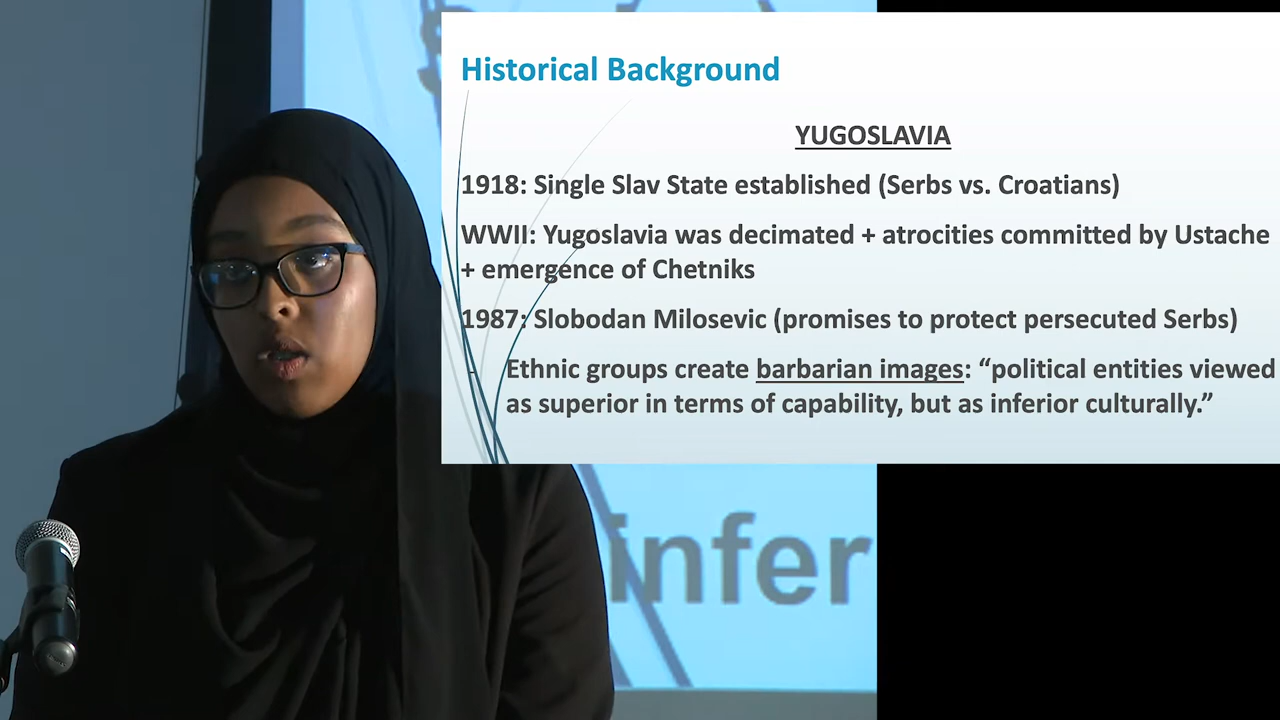 Historical Background
YUGOSLAVIA
1918: Single Slav State established (Serbs vs. Croatians)
WWII: Yugoslavia was decimated + atrocities committed by Ustache
+ emergence of Chetniks
1987: Slobodan Milosevic (promises to protect persecuted Serbs)
- Ethnic groups create barbarian images: “political entities viewed
as superior in terms of capability, but as inferior culturally.”
infer